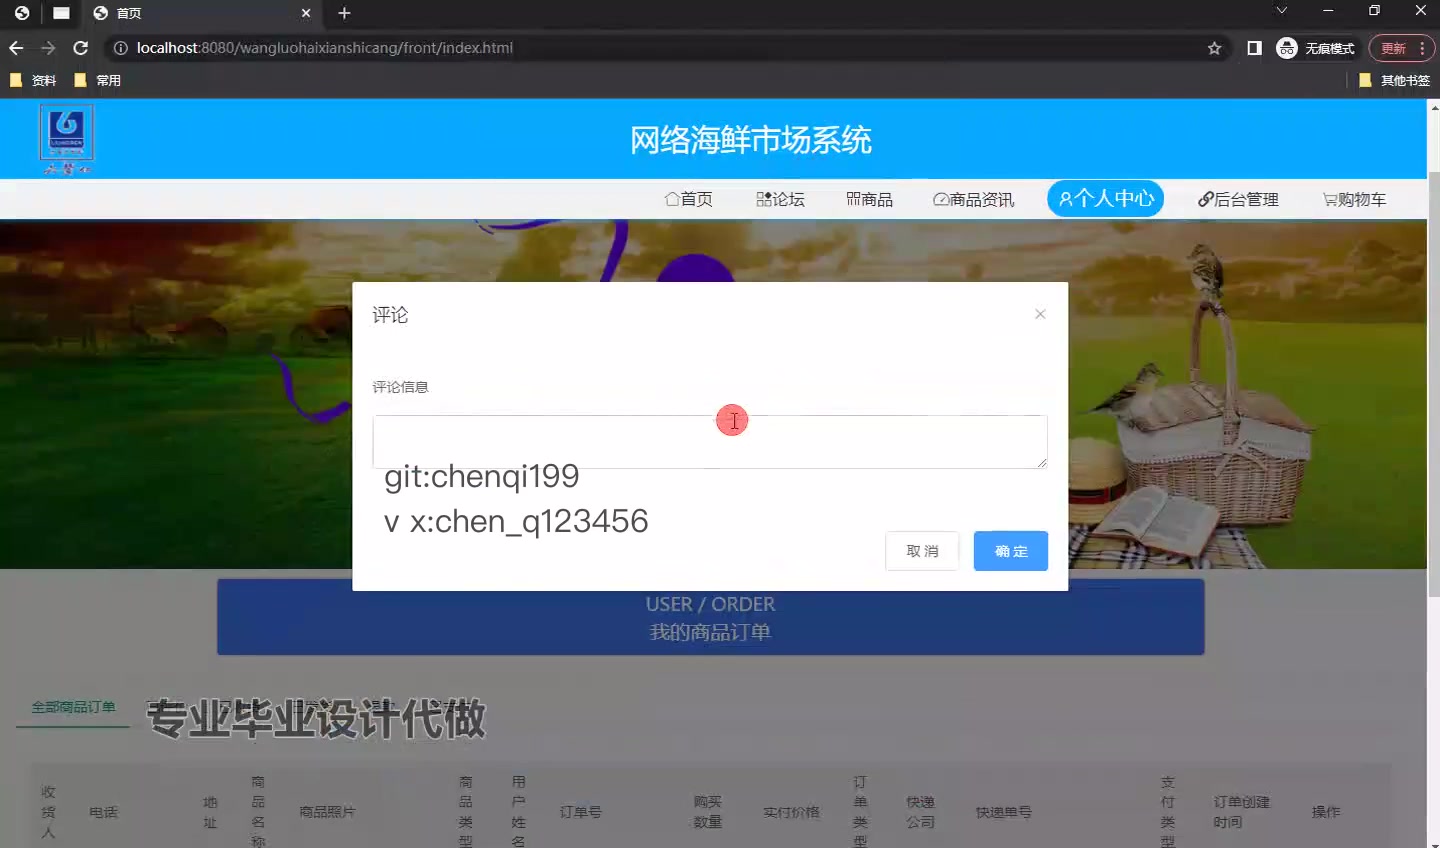 首页
localhost:8080/wangluohaixianshicang/front/index.html
无痕模式
更新
资料
常用
其他书签
网络海鲜市场系统
首页
论坛
商品
商品资讯
个人中心
后台管理
购物车
评论
评论信息
git:chenqi199
v x:chen_q123456
取 消
确 定
USER / ORDER
我的商品订单
全部商品订单
专业毕业设计代做
收货人
电话
地址
商品名称
商品照片
商品类型
用户姓名
订单号
购买数量
实付价格
订单类型
快递公司
快递单号
支付类型
订单创建时间
操作